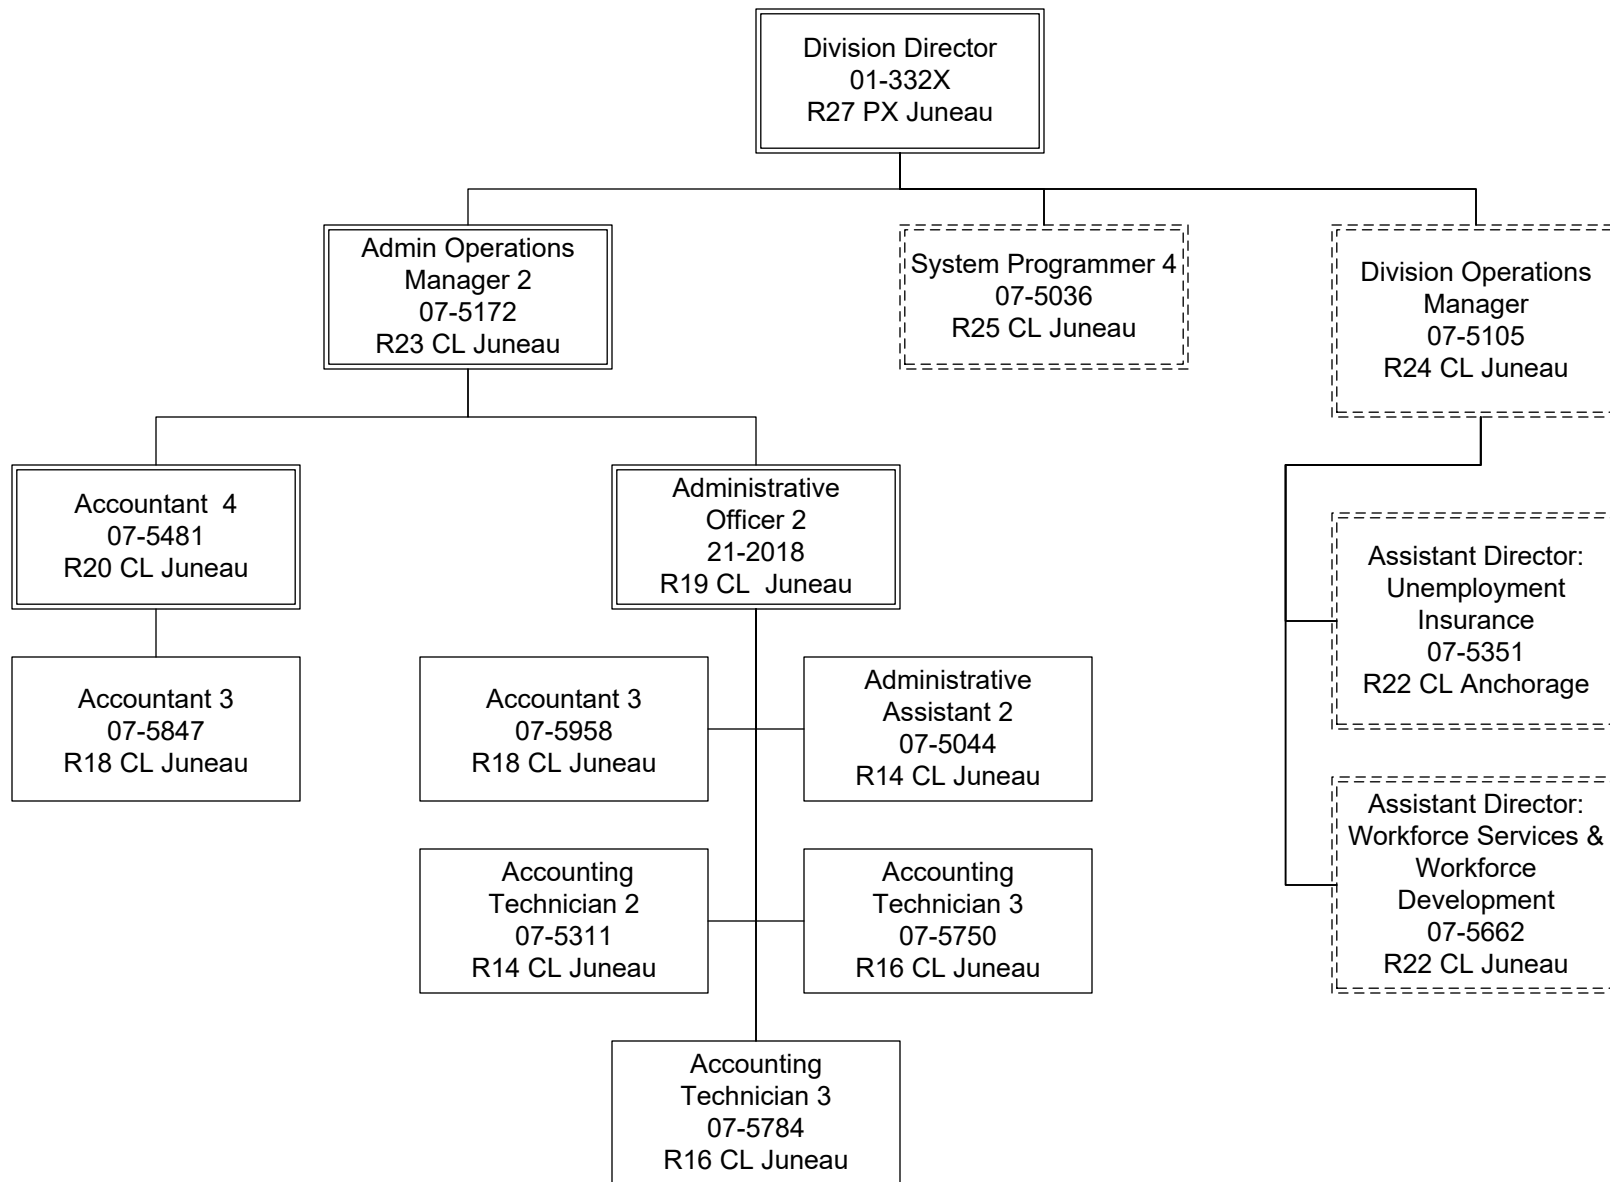 Division Director
01-332X
R27 PX Juneau
Admin Operations
Manager 2
07-5172
R23 CL Juneau
System Programmer 4
07-5036
R25 CL Juneau
Division Operations
Manager
07-5105
R24 CL Juneau
Accountant  4
07-5481
R20 CL Juneau
Administrative
Officer 2
21-2018
R19 CL  Juneau
Assistant Director:
Unemployment
Insurance
07-5351
R22 CL Anchorage
Accountant 3
07-5847
R18 CL Juneau
Accountant 3
07-5958
R18 CL Juneau
Administrative
Assistant 2
07-5044
R14 CL Juneau
Assistant Director:
Workforce Services &
Workforce
Development
07-5662
R22 CL Juneau
Accounting
Technician 2
07-5311
R14 CL Juneau
Accounting
Technician 3
07-5750
R16 CL Juneau
Accounting
Technician 3
07-5784
R16 CL Juneau